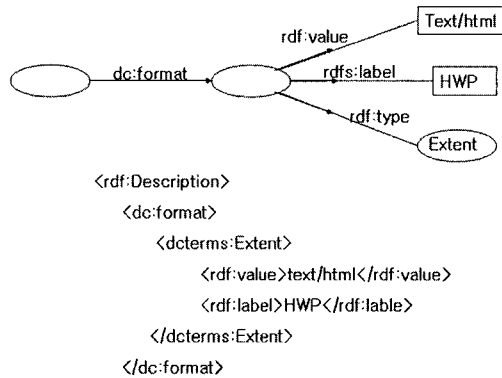 Text/html
rdf:value
dc:format
rdfs:label
HWP
rdf:type
Extent
<rdf:Description>
<dc:format>
<dcterms:Extent>
<rdf:value>text/html</rdf:value>
<rdf:label>HWP</rdf:lable>
</dcterms:Extent>
</dc:format>